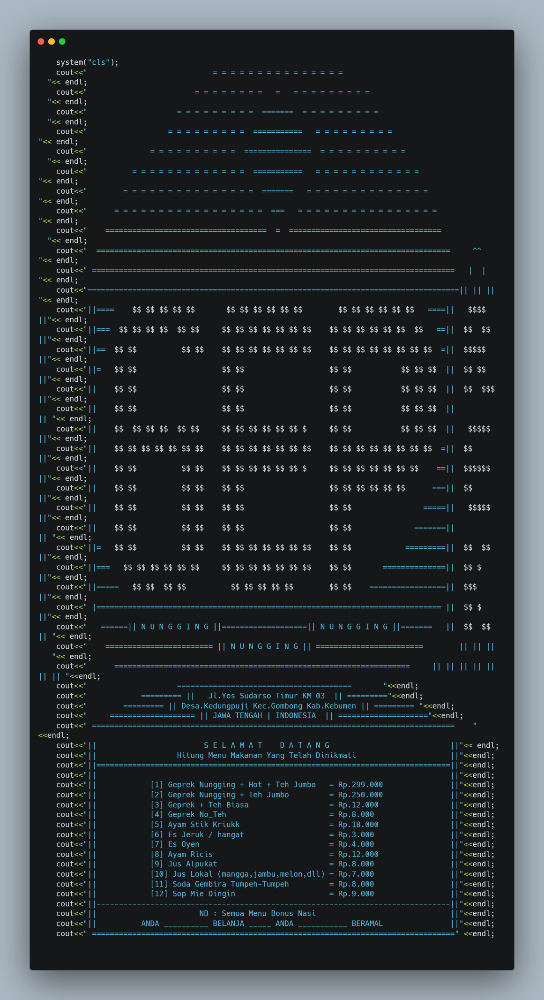 system("cls");
cout<<"                            = = = = = = = = = = = = = = =
"<< endl;
cout<<"                        = = = = = = = =   =   = = = = = = = = =
"<< endl;
cout<<"                    = = = = = = = = =  =======  = = = = = = = = =
"<< endl;
cout<<"                  = = = = = = = = =  ===========   = = = = = = = = =
"<< endl;
cout<<"              = = = = = = = = = =  ===============  = = = = = = = = = =
"<< endl;
cout<<"          = = = = = = = = = = = = =  ===========   = = = = = = = = = = = =
"<< endl;
cout<<"        = = = = = = = = = = = = = = =  =======   = = = = = = = = = = = = = =
"<< endl;
cout<<"      = = = = = = = = = = = = = = = = =  ===   = = = = = = = = = = = = = = = =
"<< endl;
cout<<"    ====================================  =  ==================================
"<< endl;
cout<<"  ===============================================================================     ^^
"<< endl;
cout<<" =================================================================================   |  |
"<< endl;
cout<<"===================================================================================|| || ||
"<< endl;
cout<<"||====    $$ $$ $$ $$ $$       $$ $$ $$ $$ $$ $$        $$ $$ $$ $$ $$ $$   ====||   $$$$
||"<< endl;
cout<<"||===  $$ $$ $$ $$  $$ $$     $$ $$ $$ $$ $$ $$ $$    $$ $$ $$ $$ $$ $$  $$   ==||  $$  $$
||"<< endl;
cout<<"||==  $$ $$          $$ $$    $$ $$ $$ $$ $$ $$ $$    $$ $$ $$ $$ $$ $$ $$ $$  =||  $$$$$
||"<< endl;
cout<<"||=   $$ $$                   $$ $$                   $$ $$           $$ $$ $$  ||  $$ $$
||"<< endl;
cout<<"||    $$ $$                   $$ $$                   $$ $$           $$ $$ $$  ||  $$  $$$
||"<< endl;
cout<<"||    $$ $$                   $$ $$                   $$ $$           $$ $$ $$  ||
|| "<< endl;
cout<<"||    $$  $$ $$ $$  $$ $$     $$ $$ $$ $$ $$ $$ $     $$ $$           $$ $$ $$  ||   $$$$$
||"<< endl;
cout<<"||    $$ $$ $$ $$ $$ $$ $$    $$ $$ $$ $$ $$ $$ $$    $$ $$ $$ $$ $$ $$ $$ $$  =||  $$
||"<< endl;
cout<<"||    $$ $$          $$ $$    $$ $$ $$ $$ $$ $$ $     $$ $$ $$ $$ $$ $$ $$    ==||  $$$$$$
||"<< endl;
cout<<"||    $$ $$          $$ $$    $$ $$                   $$ $$ $$ $$ $$ $$      ===||  $$
||"<< endl;
cout<<"||    $$ $$          $$ $$    $$ $$                   $$ $$                =====||   $$$$$
||"<< endl;
cout<<"||    $$ $$          $$ $$    $$ $$                   $$ $$              =======||
|| "<< endl;
cout<<"||=   $$ $$          $$ $$    $$ $$ $$ $$ $$ $$ $$    $$ $$            =========||  $$  $$
||"<< endl;
cout<<"||===   $$ $$ $$ $$ $$ $$     $$ $$ $$ $$ $$ $$ $$    $$ $$       ==============||  $$ $
||"<< endl;
cout<<"||=====   $$ $$  $$ $$          $$ $$ $$ $$ $$        $$ $$    =================||  $$$
||"<< endl;
cout<<" |============================================================================= ||  $$ $
||"<< endl;
cout<<"   ======|| N U N G G I N G ||===================|| N U N G G I N G ||=======   ||  $$  $$
|| "<< endl;
cout<<"    ======================== || N U N G G I N G || ========================        || || ||
"<< endl;
cout<<"      ==================================================================     || || || || ||
|| || "<<endl;
cout<<"                    =======================================       "<<endl;
cout<<"            ========= ||   Jl.Yos Sudarso Timur KM 03  || ========="<<endl;
cout<<"        ========= || Desa.Kedungpuji Kec.Gombong Kab.Kebumen || ========= "<<endl;
cout<<"     =================== || JAWA TENGAH | INDONESIA  || ===================="<<endl;
cout<<" =================================================================================    "
<<endl;
cout<<"||                        S E L A M A T    D A T A N G                           ||"<< endl;
cout<<"||                  Hitung Menu Makanan Yang Telah Dinikmati                     ||"<<endl;
cout<<"||===============================================================================||"<<endl;
cout<<"||                                                                               ||"<<endl;
cout<<"||            [1] Geprek Nungging + Hot + Teh Jumbo   = Rp.299.000               ||"<<endl;
cout<<"||            [2] Geprek Nungging + Teh Jumbo         = Rp.250.000               ||"<<endl;
cout<<"||            [3] Geprek + Teh Biasa                  = Rp.12.000                ||"<<endl;
cout<<"||            [4] Geprek No_Teh                       = Rp.8.000                 ||"<<endl;
cout<<"||            [5] Ayam Stik Kriukk                    = Rp.18.000                ||"<<endl;
cout<<"||            [6] Es Jeruk / hangat                   = Rp.3.000                 ||"<<endl;
cout<<"||            [7] Es Oyen                             = Rp.4.000                 ||"<<endl;
cout<<"||            [8] Ayam Ricis                          = Rp.12.000                ||"<<endl;
cout<<"||            [9] Jus Alpukat                         = Rp.8.000                 ||"<<endl;
cout<<"||            [10] Jus Lokal (mangga,jambu,melon,dll) = Rp.7.000                 ||"<<endl;
cout<<"||            [11] Soda Gembira Tumpeh-Tumpeh         = Rp.8.000                 ||"<<endl;
cout<<"||            [12] Sop Mie Dingin                     = Rp.9.000                 ||"<<endl;
cout<<"||-------------------------------------------------------------------------------||"<<endl;
cout<<"||                       NB : Semua Menu Bonus Nasi                              ||"<<endl;
cout<<"||          ANDA __________ BELANJA _____ ANDA ___________ BERAMAL               ||"<<endl;
cout<<" =================================================================================" <<endl;